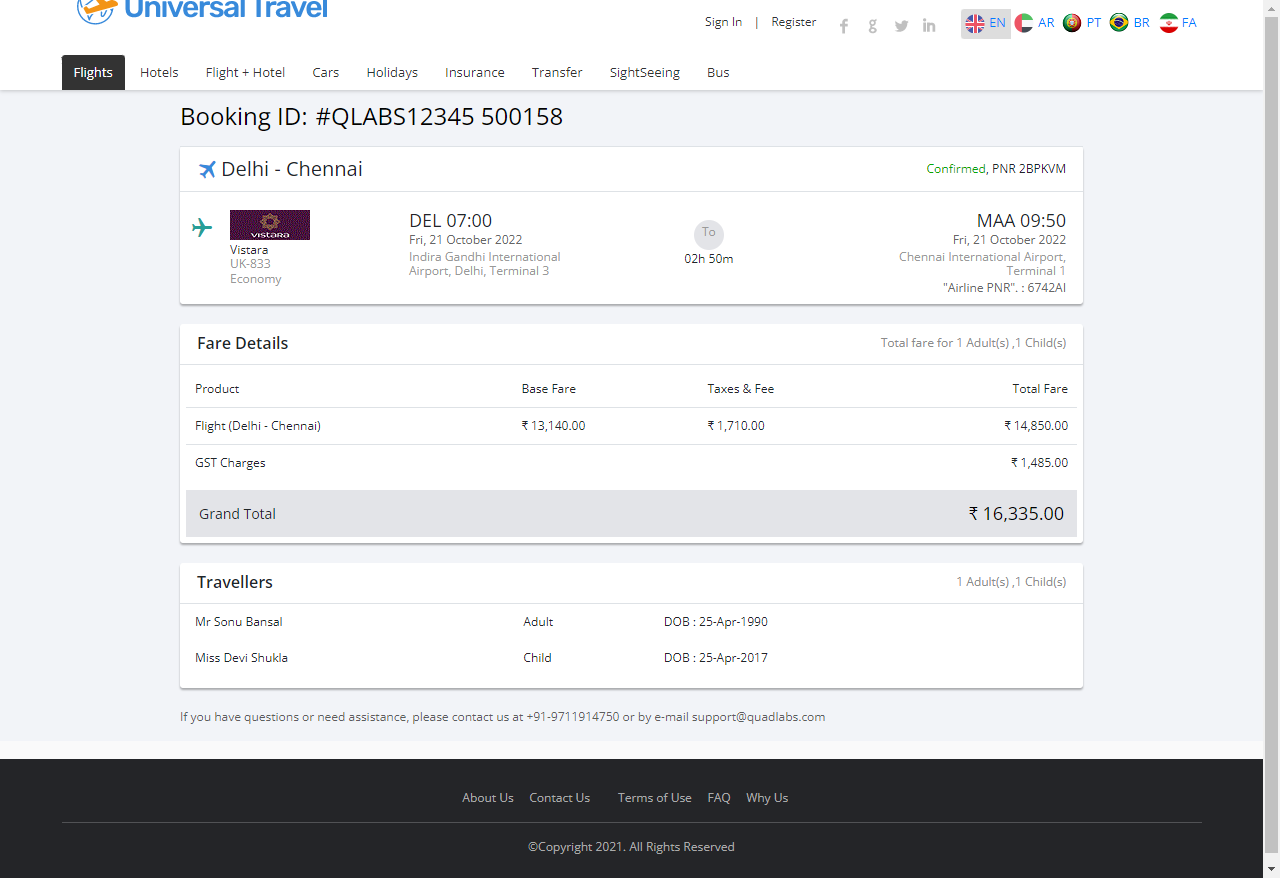 Universal Travel
Sign In | Register
EN AR PT BR FA
Flights Hotels Flight + Hotel Cars Holidays Insurance Transfer SightSeeing Bus
Booking ID: #QLABS12345 500158
Delhi - Chennai
Confirmed, PNR 2BPKVM
VISTARA
Vistara
UK-833
Economy
DEL 07:00
Fri, 21 October 2022
Indira Gandhi International
Airport, Delhi, Terminal 3
To
02h 50m
MAA 09:50
Fri, 21 October 2022
Chennai International Airport,
Terminal 1
"Airline PNR". : 6742AI
Fare Details
Total fare for 1 Adult(s) ,1 Child(s)
Product Base Fare Taxes & Fee Total Fare
Flight (Delhi - Chennai) ₹ 13,140.00 ₹ 1,710.00 ₹ 14,850.00
GST Charges ₹ 1,485.00
Grand Total ₹ 16,335.00
Travellers
1 Adult(s) ,1 Child(s)
Mr Sonu Bansal Adult DOB : 25-Apr-1990
Miss Devi Shukla Child DOB : 25-Apr-2017
If you have questions or need assistance, please contact us at +91-9711914750 or by e-mail support@quadlabs.com
About Us Contact Us Terms of Use FAQ Why Us
©Copyright 2021. All Rights Reserved